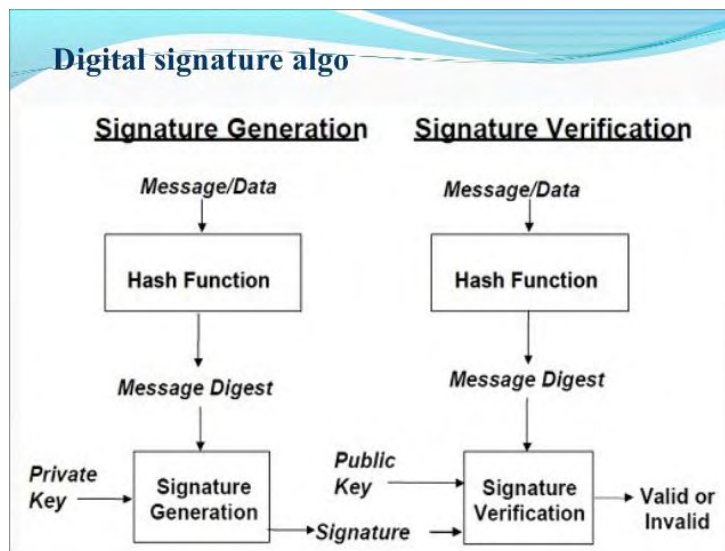 Digital signature algo
Signature Generation
Message/Data
Hash Function
Message Digest
Private
Key
Signature
Generation
Signature
Signature Verification
Message/Data
Hash Function
Message Digest
Public
Key
Signature
Verification
Valid or
Invalid